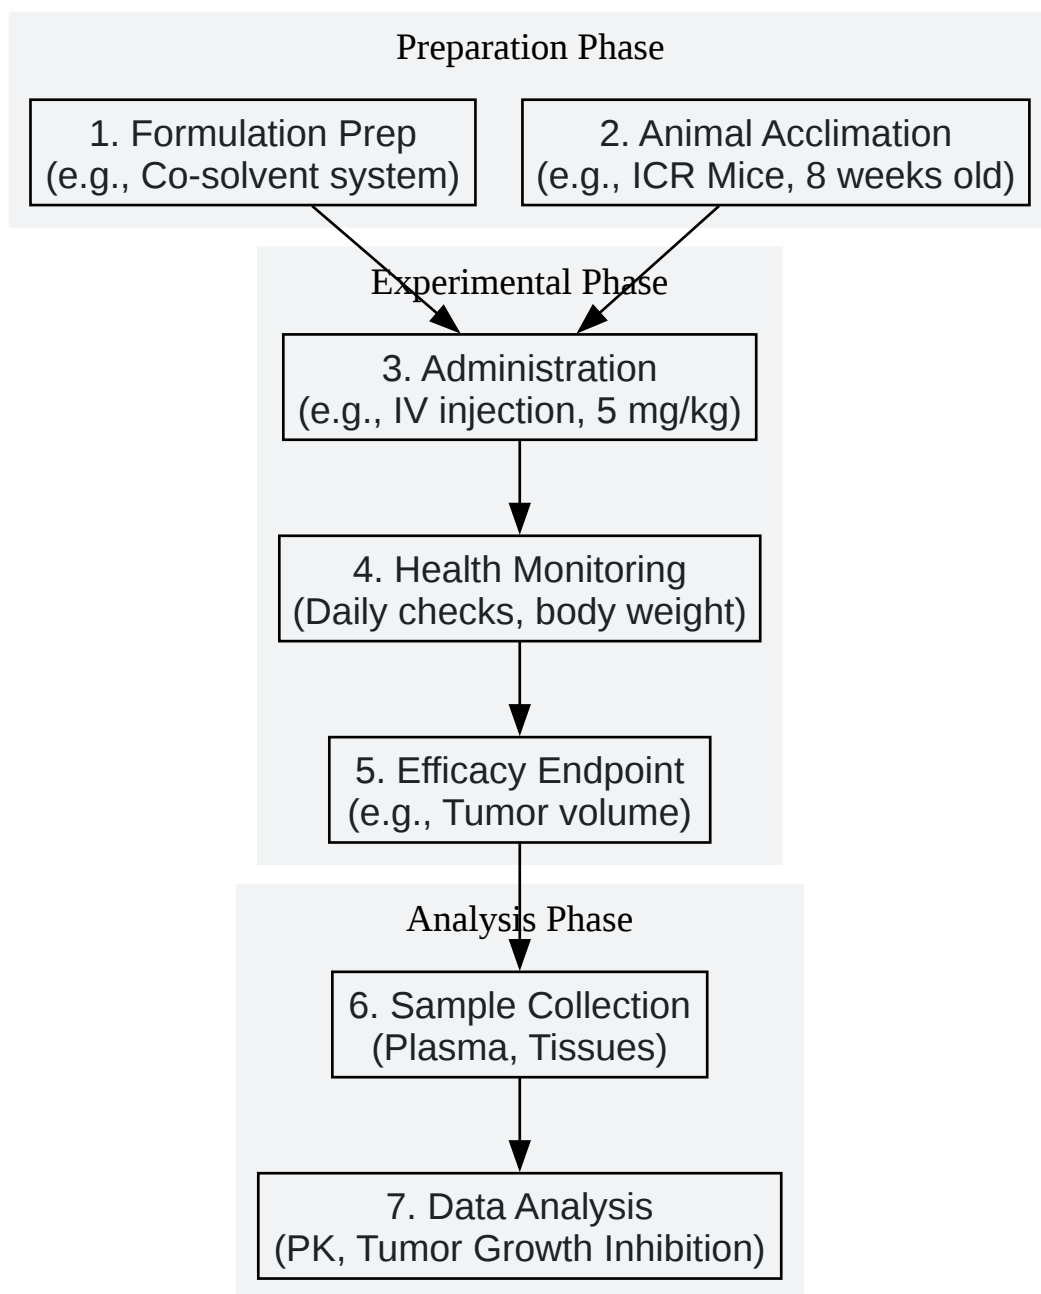 Preparation Phase
1. Formulation Prep
(e.g., Co-solvent system)
2. Animal Acclimation
(e.g., ICR Mice, 8 weeks old)
Experimental Phase
3. Administration
(e.g., IV injection, 5 mg/kg)
4. Health Monitoring
(Daily checks, body weight)
5. Efficacy Endpoint
(e.g., Tumor volume)
Analysis Phase
6. Sample Collection
(Plasma, Tissues)
7. Data Analysis
(PK, Tumor Growth Inhibition)